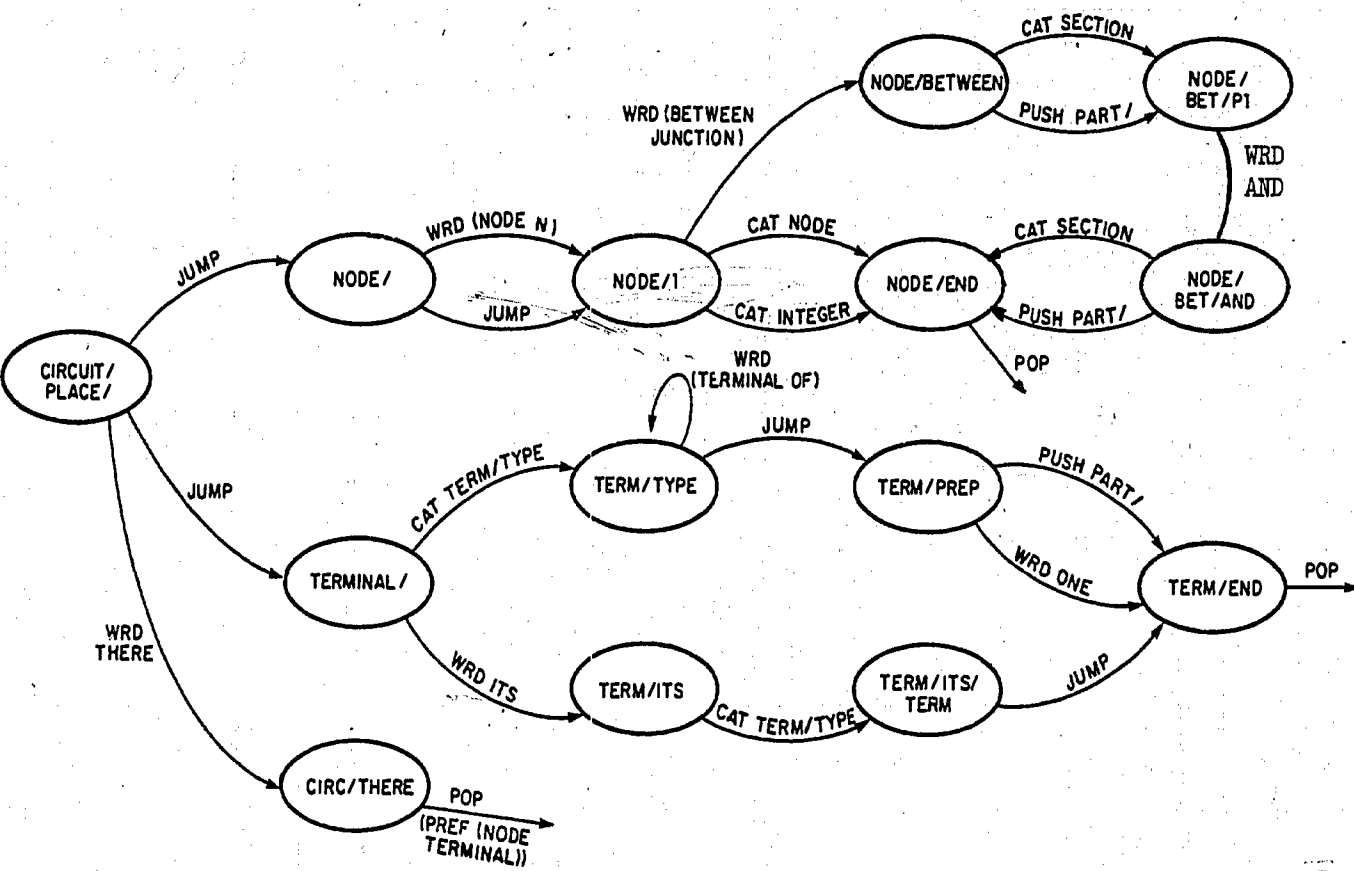 CAT SECTION
NODE/BETWEEN
NODE/
BET/P1
PUSH PART/
WRD (BETWEEN
JUNCTION)
WRD
AND
WRD (NODE N)
CAT NODE
CAT SECTION
JUMP
NODE/
NODE/1
NODE/END
NODE/
BET/AND
JUMP
CAT INTEGER
PUSH PART/
CIRCUIT/
PLACE/
WRD
(TERMINAL OF)
POP
JUMP
CAT TERM/TYPE
TERM/TYPE
TERM/PREP
PUSH PART/
JUMP
TERMINAL/
WRD ONE
TERM/END
POP
WRD
THERE
WRD ITS
TERM/ITS
CAT TERM/TYPE
TERM/ITS/
TERM
JUMP
CIRC/THERE
POP
(PREF (NODE
TERMINAL))